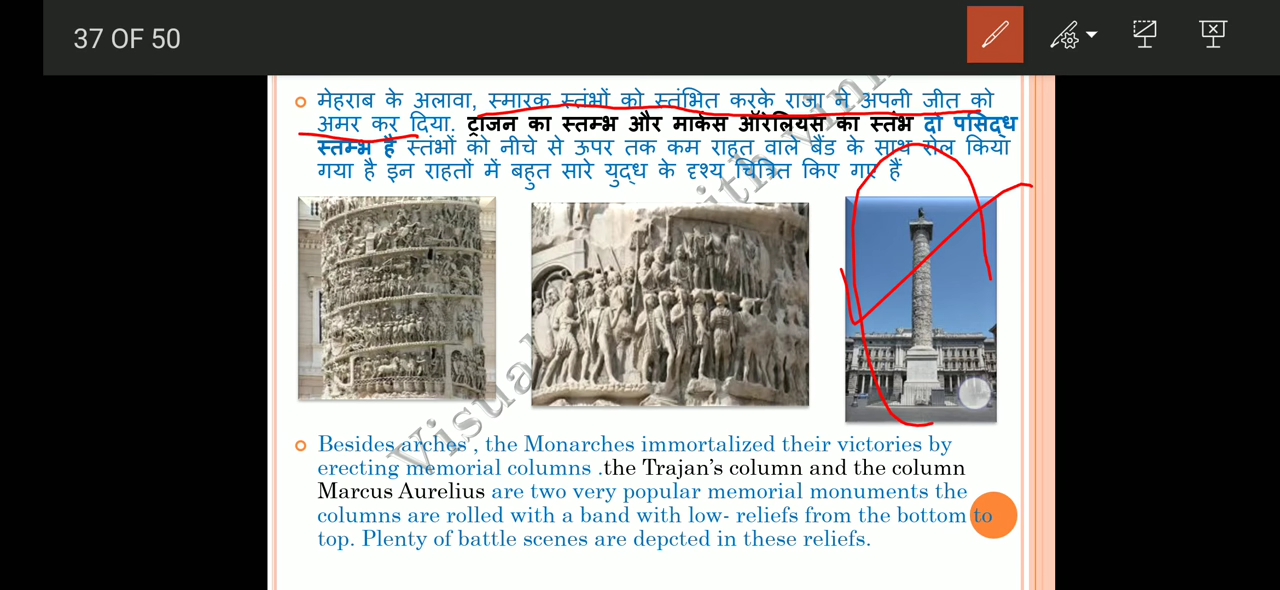 37 OF 50
मेहराब के अलावा, स्मारक स्तंभों को स्तंभित करके राजा ने अपनी जीत को
अमर कर दिया. ट्राजन का स्तम्भ और मार्कस ऑरेलियस का स्तंभ दो पसिद्ध
स्तम्भ है स्तंभों को नीचे से ऊपर तक कम राहत वाले बैंड के साथ रोल किया
गया है इन राहतों में बहुत सारे युद्ध के दृश्य चित्रित किए गए हैं
Visual with
Besides arches , the Monarches immortalized their victories by
erecting memorial columns .the Trajan's column and the column
Marcus Aurelius are two very popular memorial monuments the
columns are rolled with a band with low- reliefs from the bottom to
top. Plenty of battle scenes are depcted in these reliefs.